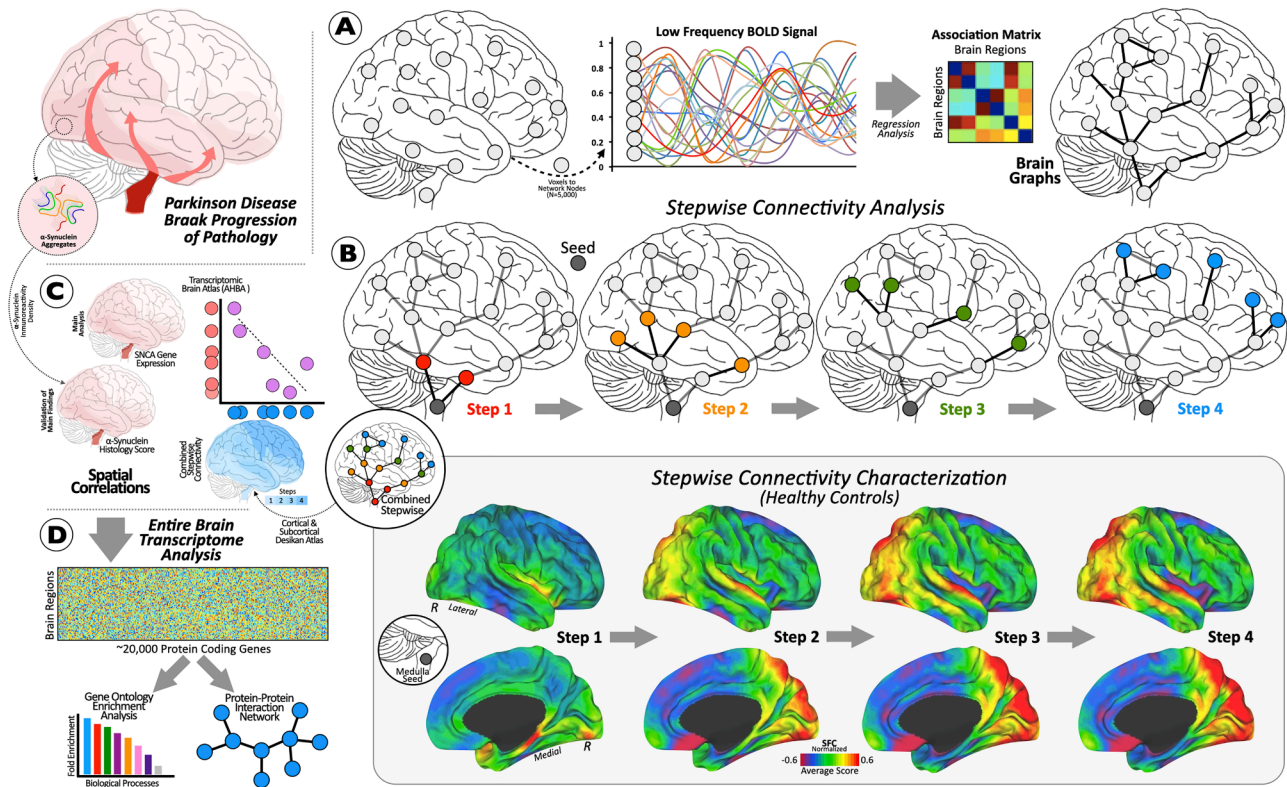 Parkinson Disease
Braak Progression
of Pathology
α-Synuclein
Aggregates
A
Low Frequency BOLD Signal
1
0.8
0.6
0.4
0.2
0
Voxels to
Network Nodes
(N=5,000)
Regression
Analysis
Association Matrix
Brain Regions
Brain Regions
Brain
Graphs
Stepwise Connectivity Analysis
B
Seed
Step 1
Step 2
Step 3
Step 4
C
α-Synuclein
Immunoreactivity
Density
Main
Analysis
SNCA Gene
Expression
Validation of
Main Findings
α-Synuclein
Histology Score
Spatial
Correlations
Transcriptomic
Brain Atlas (AHBA)
Combined
Stepwise
Connectivity
Steps
1 2 3 4
Cortical &
Subcortical
Desikan Atlas
Combined
Stepwise
D
Entire Brain
Transcriptome
Analysis
Brain Regions
~20,000 Protein Coding Genes
Gene Ontology
Enrichment
Analysis
Fold Enrichment
Biological Processes
Protein-Protein
Interaction
Network
Stepwise Connectivity Characterization
(Healthy Controls)
R
Lateral
Step 1
Step 2
Step 3
Step 4
Medulla
Seed
Medial
R
SFC
Normalized
-0.6
0.6
Average Score